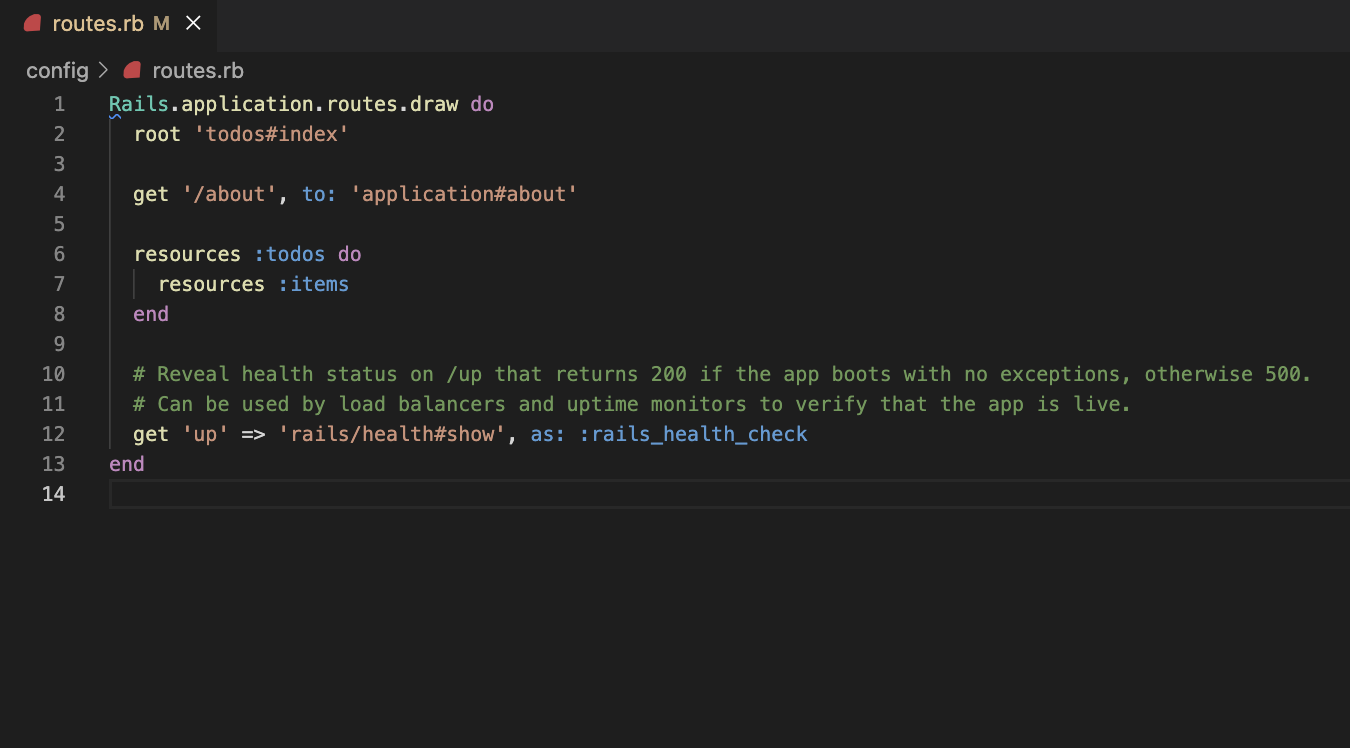 routes.rb M
config > routes.rb
1 Rails.application.routes.draw do
2   root 'todos#index'
3
4   get '/about', to: 'application#about'
5
6   resources :todos do
7     resources :items
8   end
9
10   # Reveal health status on /up that returns 200 if the app boots with no exceptions, otherwise 500.
11   # Can be used by load balancers and uptime monitors to verify that the app is live.
12   get 'up' => 'rails/health#show', as: :rails_health_check
13 end
14